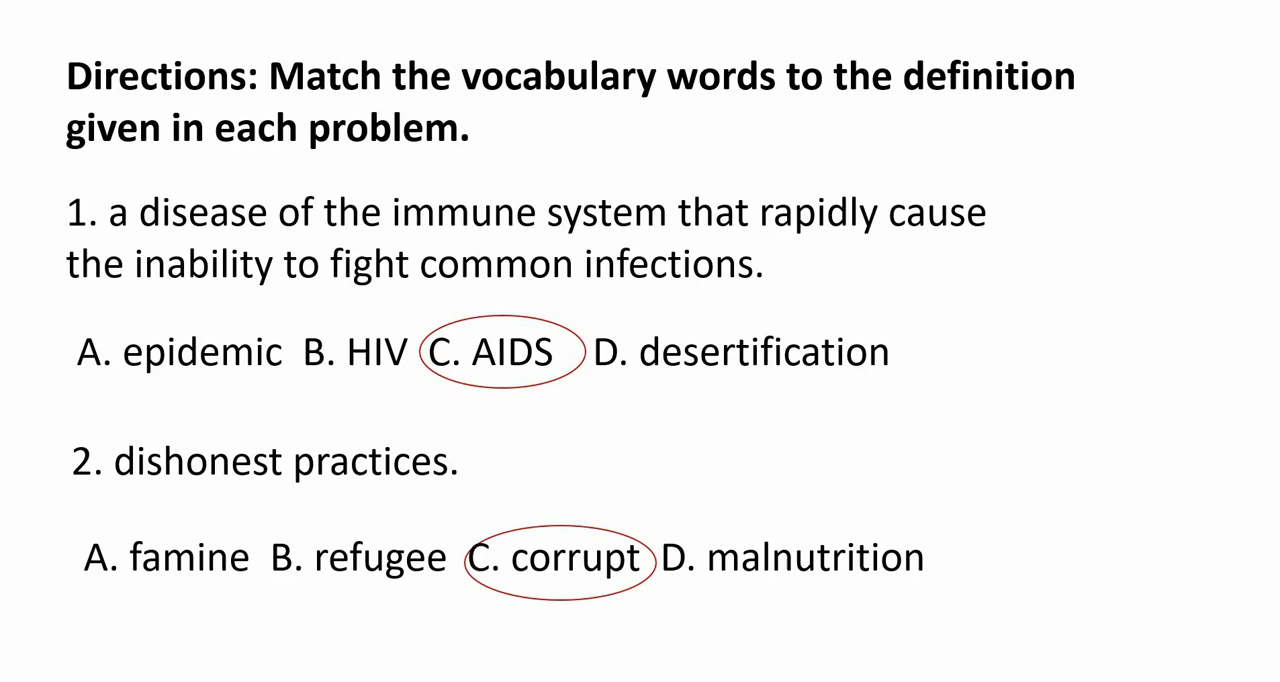 Directions: Match the vocabulary words to the definition
given in each problem.
1. a disease of the immune system that rapidly cause
the inability to fight common infections.
A. epidemic B. HIV C. AIDS D. desertification
2. dishonest practices.
A. famine B. refugee C. corrupt D. malnutrition